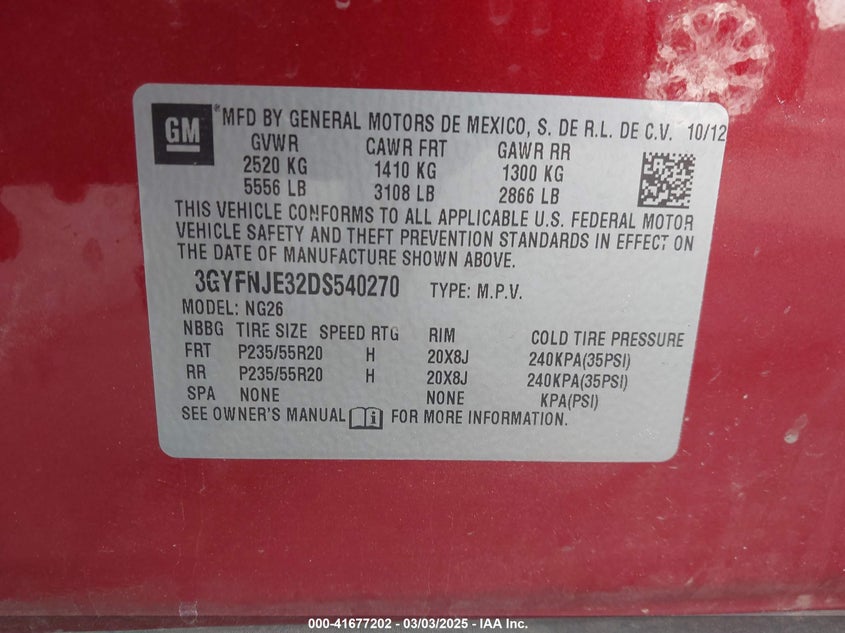 GM
® MFD BY GENERAL MOTORS DE MEXICO, S. DE R.L. DE C.V. 10/12
GVWR CAWR FRT GAWR RR
2520 KG 1410 KG 1300 KG
5556 LB 3108 LB 2866 LB
THIS VEHICLE CONFORMS TO ALL APPLICABLE U.S. FEDERAL MOTOR
VEHICLE SAFETY AND THEFT PREVENTION STANDARDS IN EFFECT ON
THE DATE OF MANUFACTURE SHOWN ABOVE.
3GYFNJE32DS540270 TYPE: M.P.V.
MODEL: NG26
NBBG TIRE SIZE SPEED RTG RIM COLD TIRE PRESSURE
FRT P235/55R20 H 20X8J 240KPA(35PSI)
RR P235/55R20 H 20X8J 240KPA(35PSI)
SPA NONE NONE KPA(PSI)
SEE OWNER'S MANUAL FOR MORE INFORMATION.
000-41677202 - 03/03/2025 - IAA Inc.